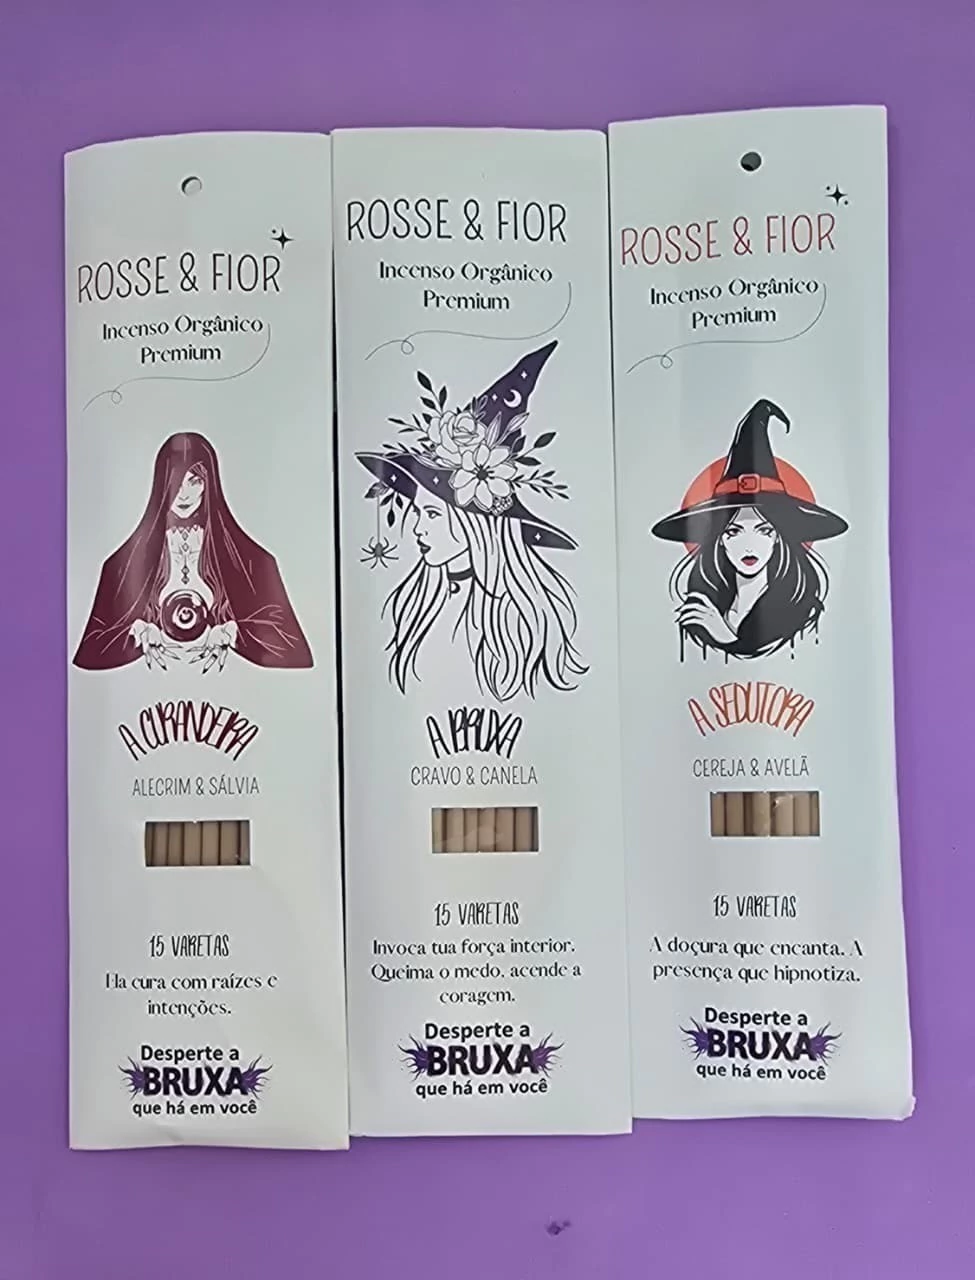 ROSSE & FIOR
Incenso Orgânico
Premium
A CURANDEIRA
ALECRIM & SÁLVIA
15 VARETAS
Ela cura com raízes e
intenções.
Desperte a
BRUXA
que há em você
ROSSE & FIOR
Incenso Orgânico
Premium
A BRUXA
CRAVO & CANELA
15 VARETAS
Invoca tua força interior.
Queima o medo, acende a
coragem.
Desperte a
BRUXA
que há em você
ROSSE & FIOR
Incenso Orgânico
Premium
A SEDUTORA
CEREJA & AVELÃ
15 VARETAS
A doçura que encanta. A
presença que hipnotiza.
Desperte a
BRUXA
que há em você